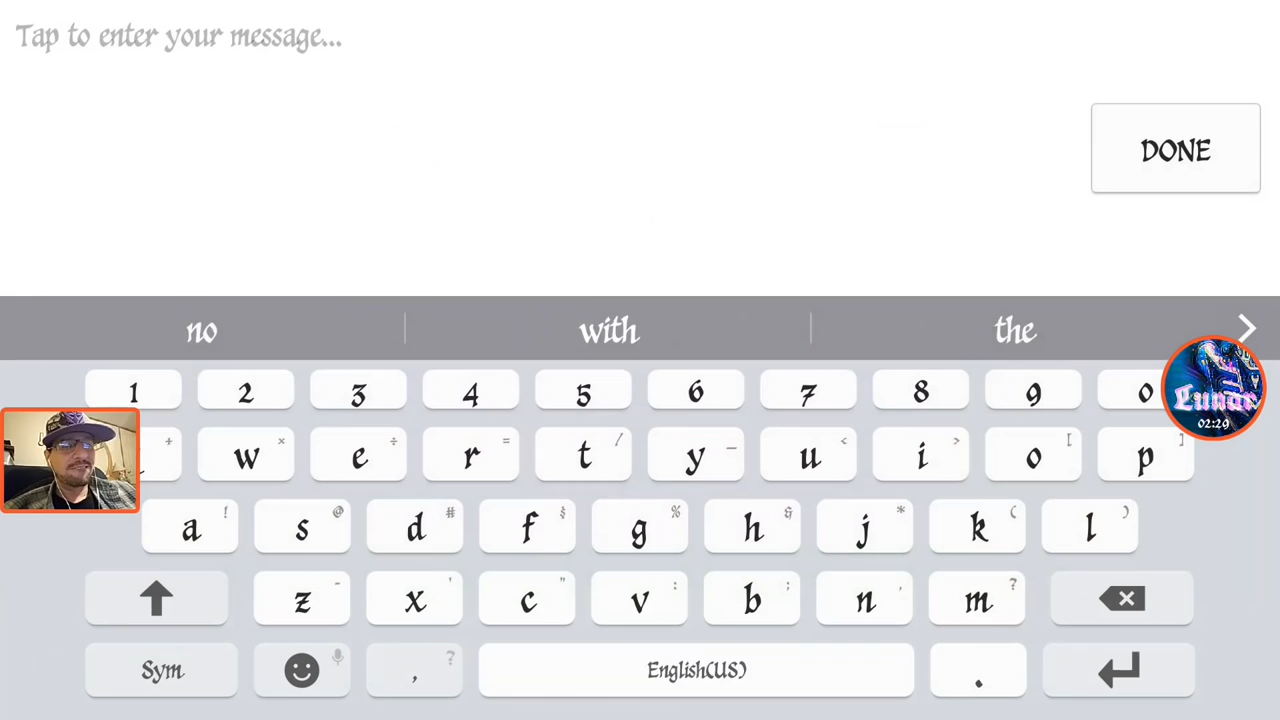 Tap to enter your message...
DONE
no with the
1 2 3 4 5 6 7 8 9 0
Lunar
02:29
+ w × e ÷ r = t / y _ u < i > o [ p ]
a ! s @ d # f $ g % h & j * k ( l )
z - x ' c " v : b ; n , m ?
Sym , ? English(US) .